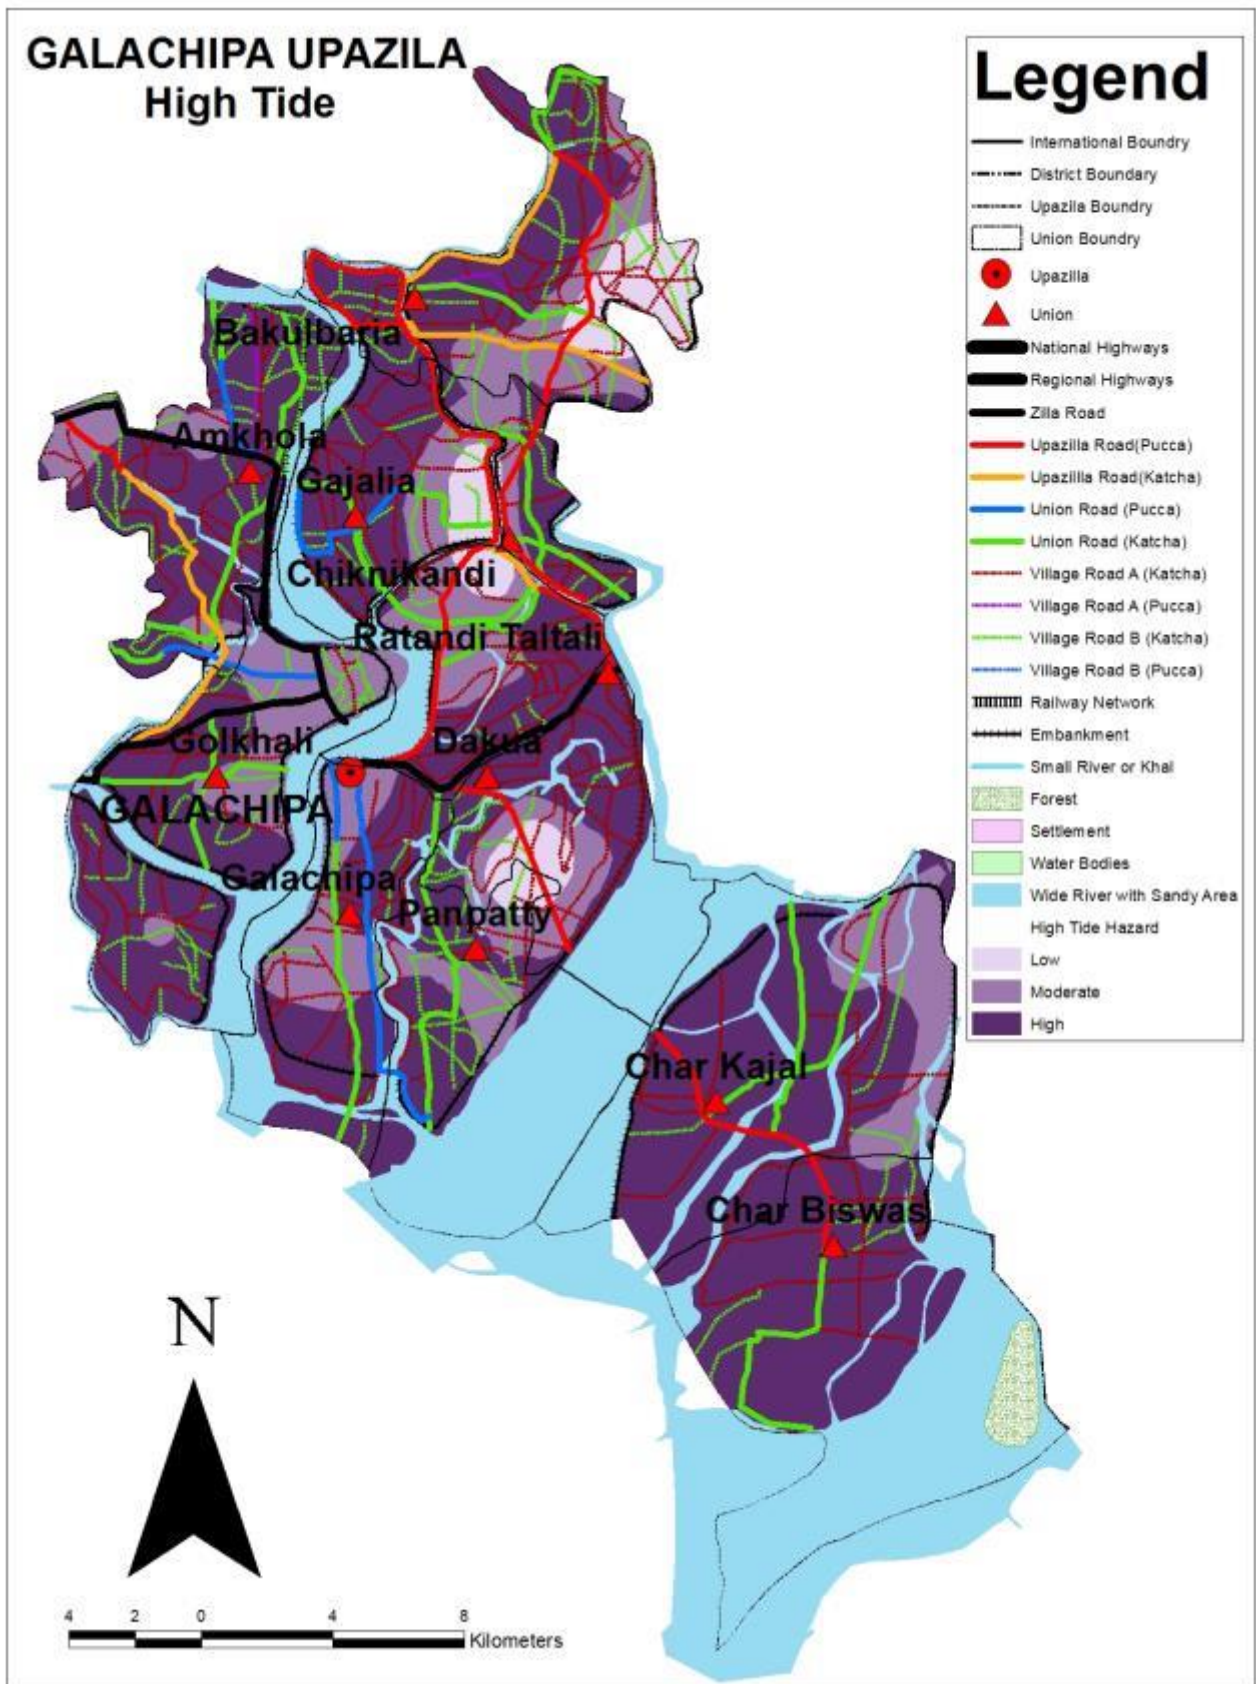 GALACHIPA UPAZILA
High Tide
Legend
International Boundry
District Boundary
Upazila Boundry
Union Boundry
Upazilla
Union
National Highways
Regional Highways
Zilla Road
Upazilla Road(Pucca)
Upazillla Road(Katcha)
Union Road (Pucca)
Union Road (Katcha)
Village Road A (Katcha)
Village Road A (Pucca)
Village Road B (Katcha)
Village Road B (Pucca)
Railway Network
Embankment
Small River or Khal
Forest
Settlement
Water Bodies
Wide River with Sandy Area
High Tide Hazard
Low
Moderate
High
Bakulbaria
Amkhola
Gajalia
Chiknikandi
Ratandi Taltali
Golkhali
Dakua
GALACHIPA
Galachipa
Panpatty
Char Kajal
Char Biswas
N
4 2 0 4 8
Kilometers